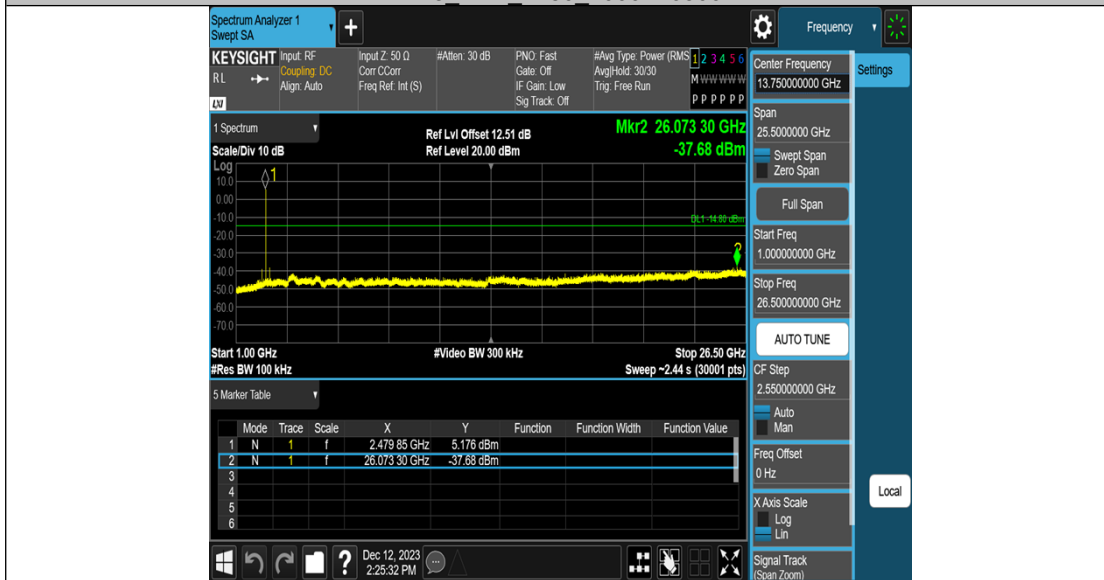 Spectrum Analyzer 1
Swept SA
+
Frequency
KEYSIGHT
RL
LXI
Input: RF
Coupling: DC
Align: Auto
Input Z: 50 Ω
Corr CCorr
Freq Ref: Int (S)
#Atten: 30 dB
PNO: Fast
Gate: Off
IF Gain: Low
Sig Track: Off
#Avg Type: Power (RMS
Avg|Hold: 30/30
Trig: Free Run
1 2 3 4 5 6
M W W W W W
P P P P P P
1 Spectrum
Scale/Div 10 dB
Ref Lvl Offset 12.51 dB
Ref Level 20.00 dBm
Mkr2 26.073 30 GHz
-37.68 dBm
Log
10.0
0.00
-10.0
-20.0
-30.0
-40.0
-50.0
-60.0
-70.0
1
DL1 -14.80 dBm
2
Start 1.00 GHz
#Res BW 100 kHz
#Video BW 300 kHz
Stop 26.50 GHz
Sweep ~2.44 s (30001 pts)
5 Marker Table
Mode Trace Scale X Y Function Function Width Function Value
1 N 1 f 2.479 85 GHz 5.176 dBm
2 N 1 f 26.073 30 GHz -37.68 dBm
3
4
5
6
?
Dec 12, 2023
2:25:32 PM
Center Frequency
13.750000000 GHz
Settings
Span
25.5000000 GHz
Swept Span
Zero Span
Full Span
Start Freq
1.000000000 GHz
Stop Freq
26.500000000 GHz
AUTO TUNE
CF Step
2.550000000 GHz
Auto
Man
Freq Offset
0 Hz
X Axis Scale
Log
Lin
Local
Signal Track
(Span Zoom)